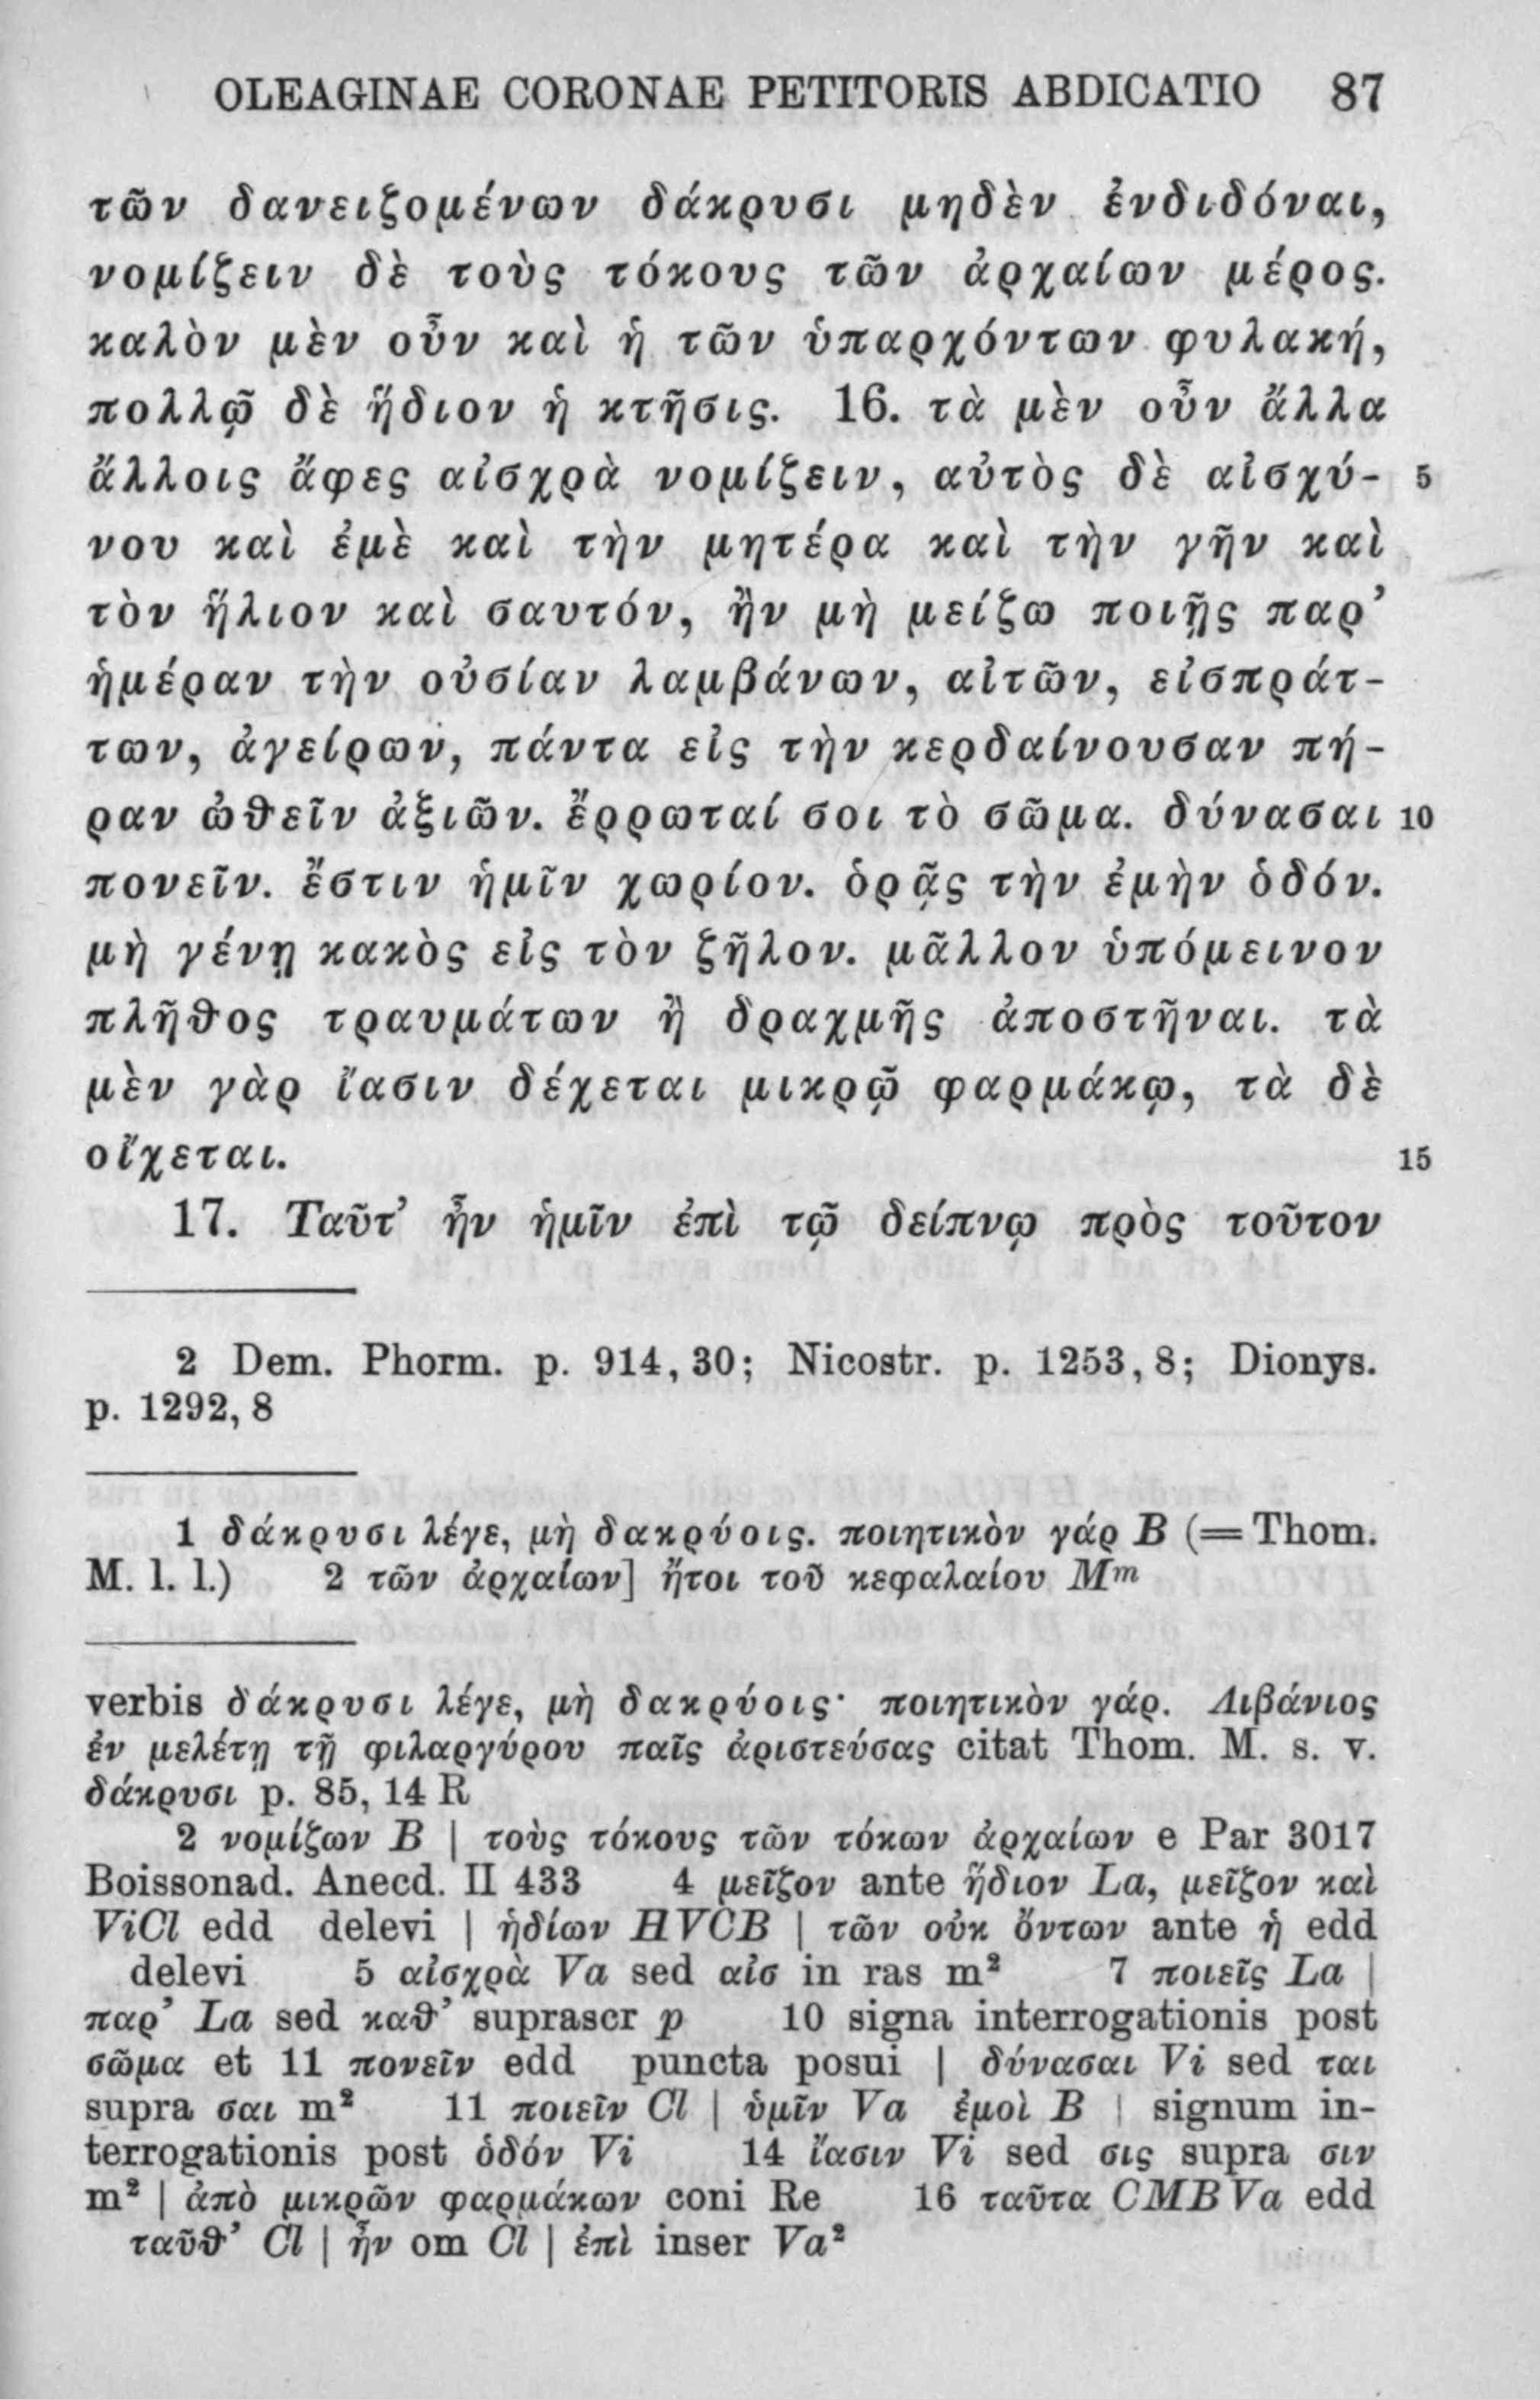 OLEAGINAE CORONAE PETITORIS ABDICATIO 87
τῶν δανειζομένων δάκρυσι μηδὲν ἐνδιδόναι,
νομίζειν δὲ τοὺς τόκους τῶν ἀρχαίων μέρος.
καλὸν μὲν οὖν καὶ ἡ τῶν ὑπαρχόντων φυλακή,
πολλῷ δὲ ἥδιον ἡ κτῆσις. 16. τὰ μὲν οὖν ἄλλα
ἄλλοις ἄφες αἰσχρὰ νομίζειν, αὐτὸς δὲ αἰσχύ- 5
νου καὶ ἐμὲ καὶ τὴν μητέρα καὶ τὴν γῆν καὶ
τὸν ἥλιον καὶ σαυτόν, ἢν μὴ μείζω ποιῇς παρ’
ἡμέραν τὴν οὐσίαν λαμβάνων, αἰτῶν, εἰσπράτ-
των, ἀγείρων, πάντα εἰς τὴν κερδαίνουσαν πή-
ραν ὠθεῖν ἀξιῶν. ἔρρωταί σοι τὸ σῶμα. δύνασαι 10
πονεῖν. ἔστιν ἡμῖν χωρίον. ὁρᾷς τὴν ἐμὴν ὁδόν.
μὴ γένῃ κακὸς εἰς τὸν ζῆλον. μᾶλλον ὑπόμεινον
πλῆθος τραυμάτων ἢ δραχμῆς ἀποστῆναι. τὰ
μὲν γὰρ ἴασιν δέχεται μικρῷ φαρμάκῳ, τὰ δὲ
οἴχεται. 15
17. Ταῦτ’ ἦν ἡμῖν ἐπὶ τῷ δείπνῳ πρὸς τοῦτον
2 Dem. Phorm. p. 914, 30; Nicostr. p. 1253, 8; Dionys.
p. 1292, 8
1 δάκρυσι λέγε, μὴ δακρύοις. ποιητικὸν γάρ B (= Thom.
M. l. l.) 2 τῶν ἀρχαίων] ἤτοι τοῦ κεφαλαίου Mᵐ
verbis δάκρυσι λέγε, μὴ δακρύοις· ποιητικὸν γάρ. Λιβάνιος
ἐν μελέτῃ τῇ φιλαργύρου παῖς ἀριστεύσας citat Thom. M. s. v.
δάκρυσι p. 85, 14 R
2 νομίζων B | τοὺς τόκους τῶν τόκων ἀρχαίων e Par 3017
Boissonad. Anecd. II 433 4 μεῖζον ante ἥδιον La, μεῖζον καὶ
ViCl edd delevi | ἡδίων HVCB | τῶν οὐκ ὄντων ante ἡ edd
delevi 5 αἰσχρὰ Va sed αἰσ in ras m² 7 ποιεῖς La |
παρ’ La sed καθ’ suprascr p 10 signa interrogationis post
σῶμα et 11 πονεῖν edd puncta posui | δύνασαι Vi sed ται
supra σαι m² 11 ποιεῖν Cl | ὑμῖν Va ἐμοὶ B | signum in-
terrogationis post ὁδόν Vi 14 ἴασιν Vi sed σις supra σιν
m² | ἀπὸ μικρῶν φαρμάκων coni Re 16 ταῦτα CMBVa edd
ταῦθ’ Cl | ἦν om Cl | ἐπὶ inser Va²